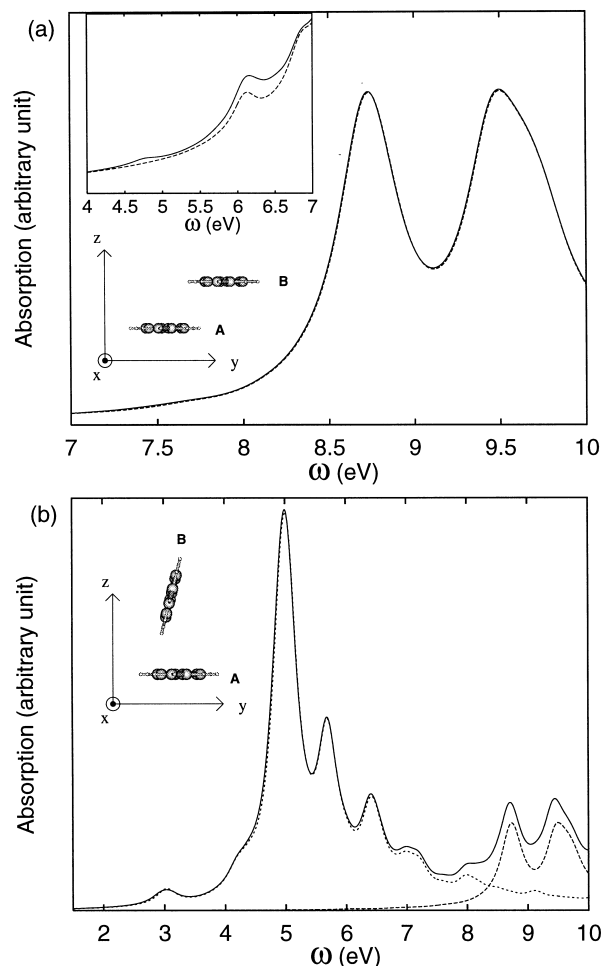 (a)
Absorption (arbitrary unit)
4 4.5 5 5.5 6 6.5 7
ω (eV)
z
B
A
x
y
7 7.5 8 8.5 9 9.5 10
ω (eV)
(b)
Absorption (arbitrary unit)
B
z
A
x
y
2 3 4 5 6 7 8 9 10
ω (eV)